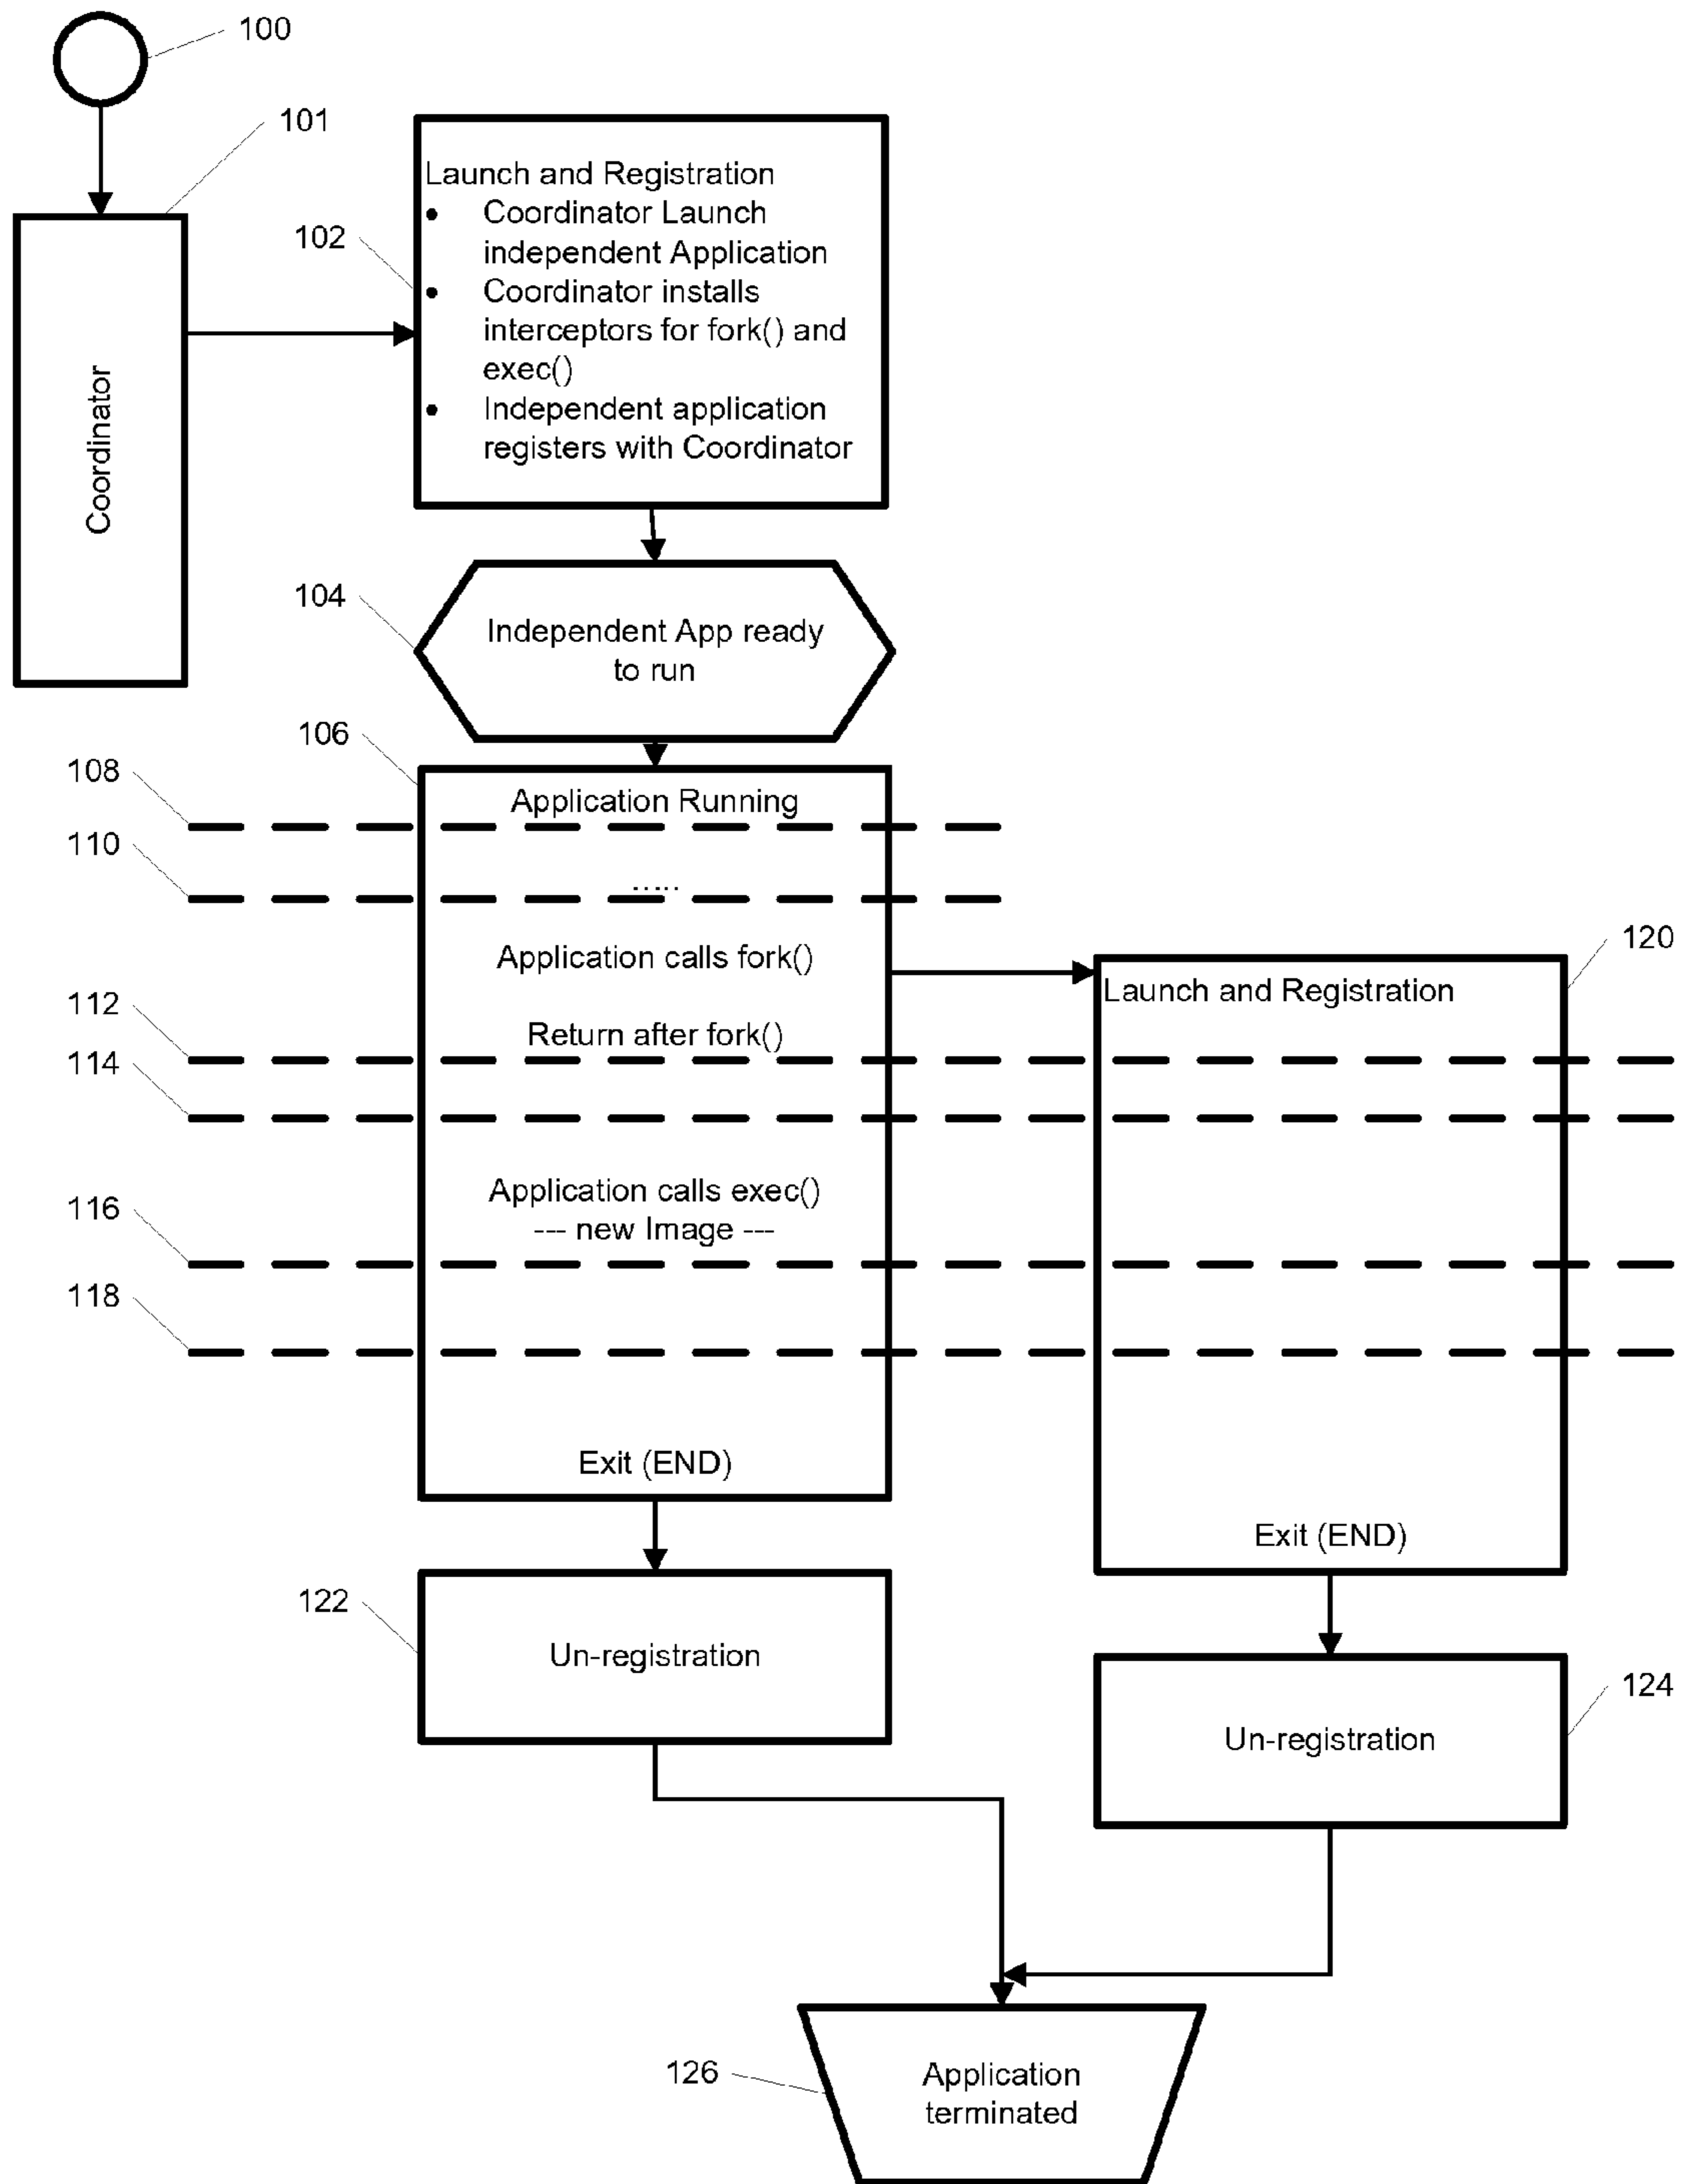 100
101
Coordinator
102
Launch and Registration
• Coordinator Launch
independent Application
• Coordinator installs
interceptors for fork() and
exec()
• Independent application
registers with Coordinator
104
Independent App ready
to run
106
108
Application Running
110
.....
Application calls fork()
120
Launch and Registration
112
Return after fork()
114
Application calls exec()
116
--- new Image ---
118
Exit (END)
Exit (END)
122
Un-registration
124
Un-registration
126
Application
terminated